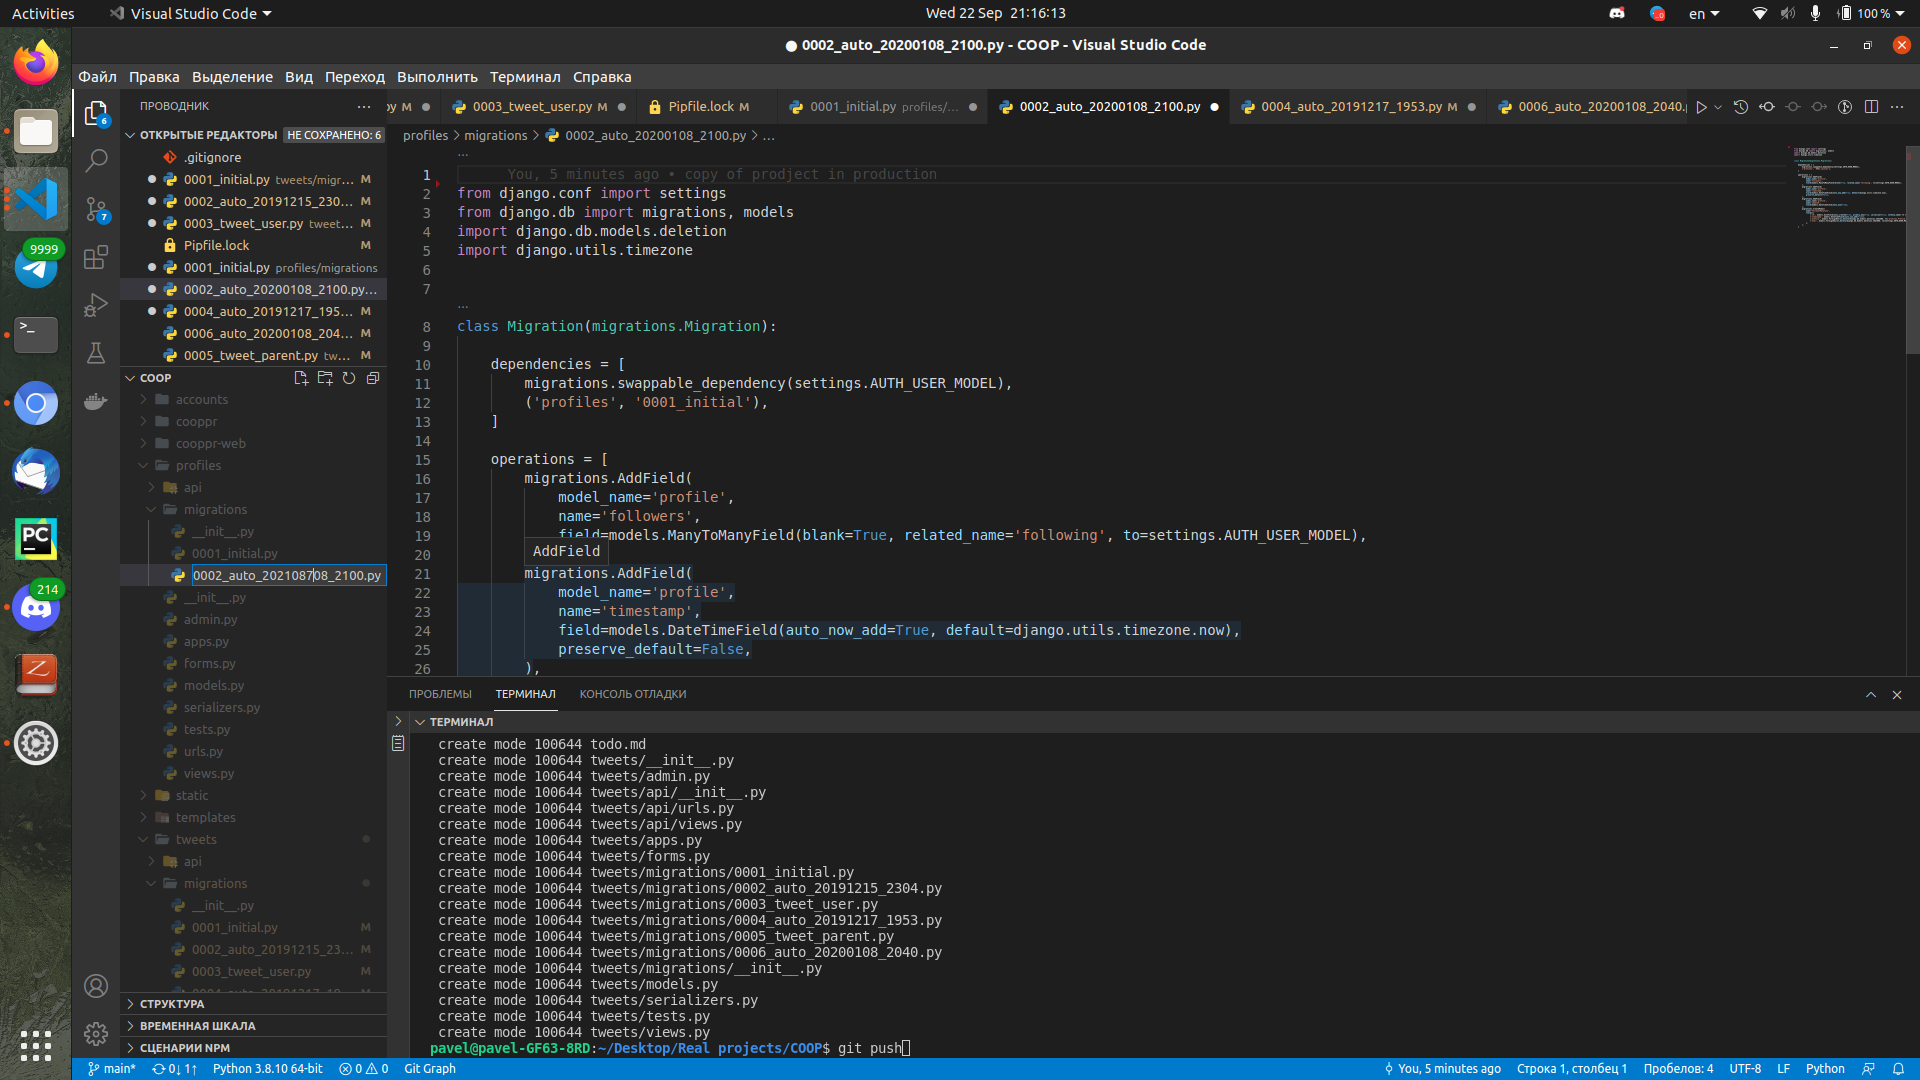 Activities
Visual Studio Code
Wed 22 Sep 21:16:13
en
100 %
0002_auto_20200108_2100.py - COOP - Visual Studio Code
Файл Правка Выделение Вид Переход Выполнить Терминал Справка
ПРОВОДНИК
ОТКРЫТЫЕ РЕДАКТОРЫ НЕ СОХРАНЕНО: 6
.gitignore
0001_initial.py tweets/migr... M
0002_auto_20191215_230... M
0003_tweet_user.py tweet... M
Pipfile.lock M
0001_initial.py profiles/migrations
0002_auto_20200108_2100.py...
0004_auto_20191217_195... M
0006_auto_20200108_204... M
0005_tweet_parent.py tw... M
COOP
accounts
cooppr
cooppr-web
profiles
api
migrations
__init__.py
0001_initial.py
0002_auto_202108708_2100.py
__init__.py
admin.py
apps.py
forms.py
models.py
serializers.py
tests.py
urls.py
views.py
static
templates
tweets
api
migrations
__init__.py
0001_initial.py M
0002_auto_20191215_23... M
0003_tweet_user.py M
СТРУКТУРА
ВРЕМЕННАЯ ШКАЛА
СЦЕНАРИИ NPM
9999
214
6
7
PC
>_
py M
0003_tweet_user.py M
Pipfile.lock M
0001_initial.py profiles/...
0002_auto_20200108_2100.py
0004_auto_20191217_1953.py M
0006_auto_20200108_2040.
profiles > migrations > 0002_auto_20200108_2100.py > ...
1 You, 5 minutes ago • copy of prodject in production
2 from django.conf import settings
3 from django.db import migrations, models
4 import django.db.models.deletion
5 import django.utils.timezone
6
7
8 class Migration(migrations.Migration):
9
10 dependencies = [
11 migrations.swappable_dependency(settings.AUTH_USER_MODEL),
12 ('profiles', '0001_initial'),
13 ]
14
15 operations = [
16 migrations.AddField(
17 model_name='profile',
18 name='followers',
19 field=models.ManyToManyField(blank=True, related_name='following', to=settings.AUTH_USER_MODEL),
20 AddField
21 migrations.AddField(
22 model_name='profile',
23 name='timestamp',
24 field=models.DateTimeField(auto_now_add=True, default=django.utils.timezone.now),
25 preserve_default=False,
26 ),
ПРОБЛЕМЫ ТЕРМИНАЛ КОНСОЛЬ ОТЛАДКИ
ТЕРМИНАЛ
create mode 100644 todo.md
create mode 100644 tweets/__init__.py
create mode 100644 tweets/admin.py
create mode 100644 tweets/api/__init__.py
create mode 100644 tweets/api/urls.py
create mode 100644 tweets/api/views.py
create mode 100644 tweets/apps.py
create mode 100644 tweets/forms.py
create mode 100644 tweets/migrations/0001_initial.py
create mode 100644 tweets/migrations/0002_auto_20191215_2304.py
create mode 100644 tweets/migrations/0003_tweet_user.py
create mode 100644 tweets/migrations/0004_auto_20191217_1953.py
create mode 100644 tweets/migrations/0005_tweet_parent.py
create mode 100644 tweets/migrations/0006_auto_20200108_2040.py
create mode 100644 tweets/migrations/__init__.py
create mode 100644 tweets/models.py
create mode 100644 tweets/serializers.py
create mode 100644 tweets/tests.py
create mode 100644 tweets/views.py
pavel@pavel-GF63-8RD:~/Desktop/Real projects/COOP$ git push
main* 0↓ 1↑ Python 3.8.10 64-bit 0 0 Git Graph
You, 5 minutes ago Строка 1, столбец 1 Пробелов: 4 UTF-8 LF Python